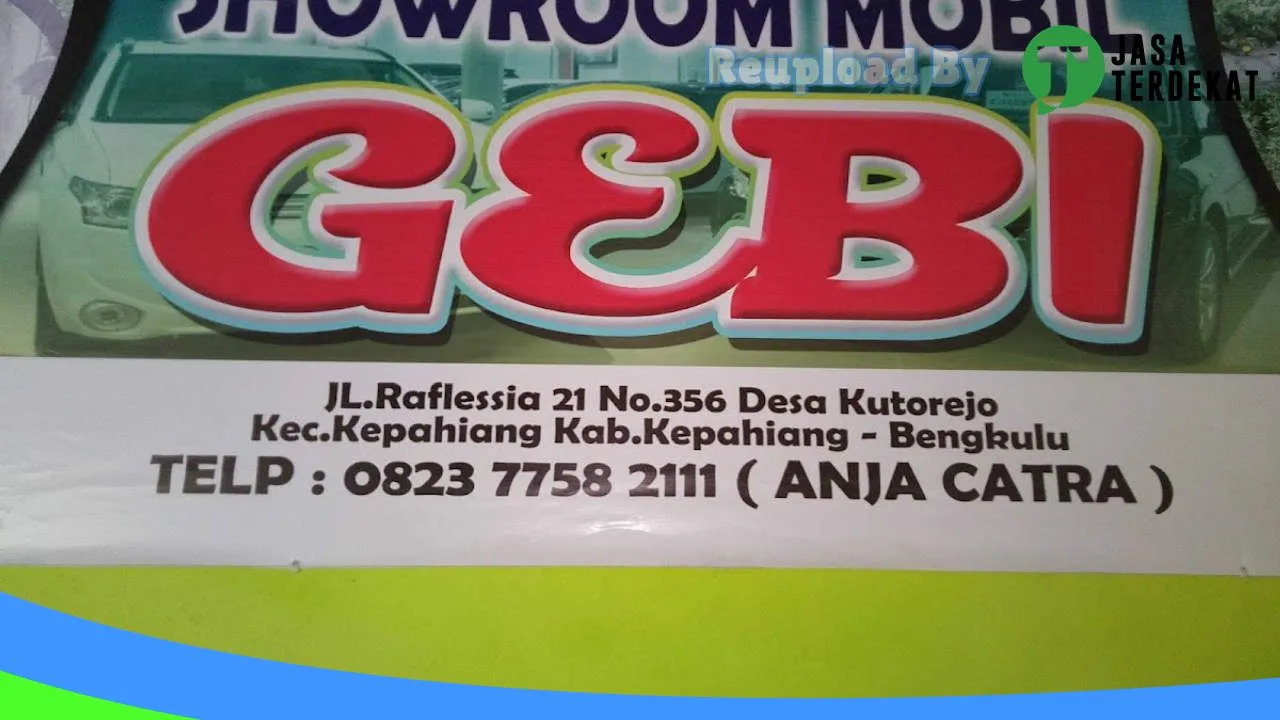 SHOWROOM MOBIL
Reupload By
JASA
TERDEKAT
GEBI
JL.Raflessia 21 No.356 Desa Kutorejo
Kec.Kepahiang Kab.Kepahiang - Bengkulu
TELP : 0823 7758 2111 ( ANJA CATRA )